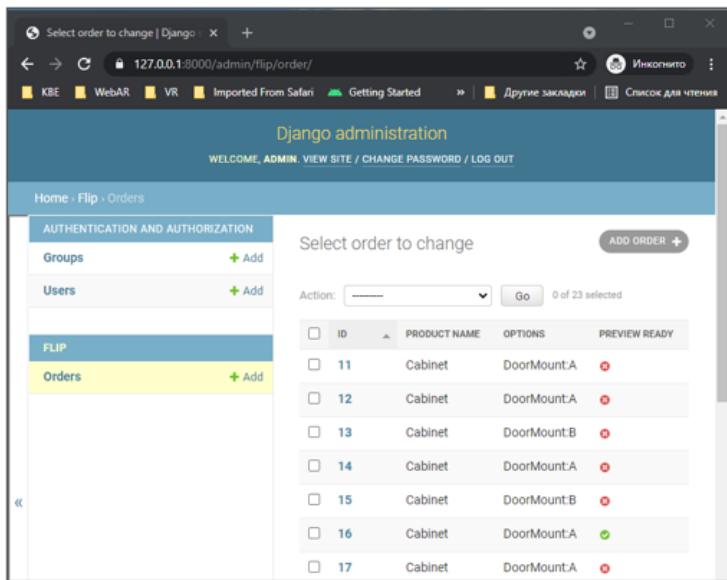 Select order to change | Django s
127.0.0.1:8000/admin/flip/order/
Инкогнито
KBE WebAR VR Imported From Safari Getting Started » Другие закладки Список для чтения
Django administration
WELCOME, ADMIN. VIEW SITE / CHANGE PASSWORD / LOG OUT
Home › Flip › Orders
AUTHENTICATION AND AUTHORIZATION
Groups + Add
Users + Add
FLIP
Orders + Add
«
Select order to change
ADD ORDER +
Action: --------- Go 0 of 23 selected
ID PRODUCT NAME OPTIONS PREVIEW READY
11 Cabinet DoorMount:A
12 Cabinet DoorMount:A
13 Cabinet DoorMount:B
14 Cabinet DoorMount:A
15 Cabinet DoorMount:B
16 Cabinet DoorMount:A
17 Cabinet DoorMount:A